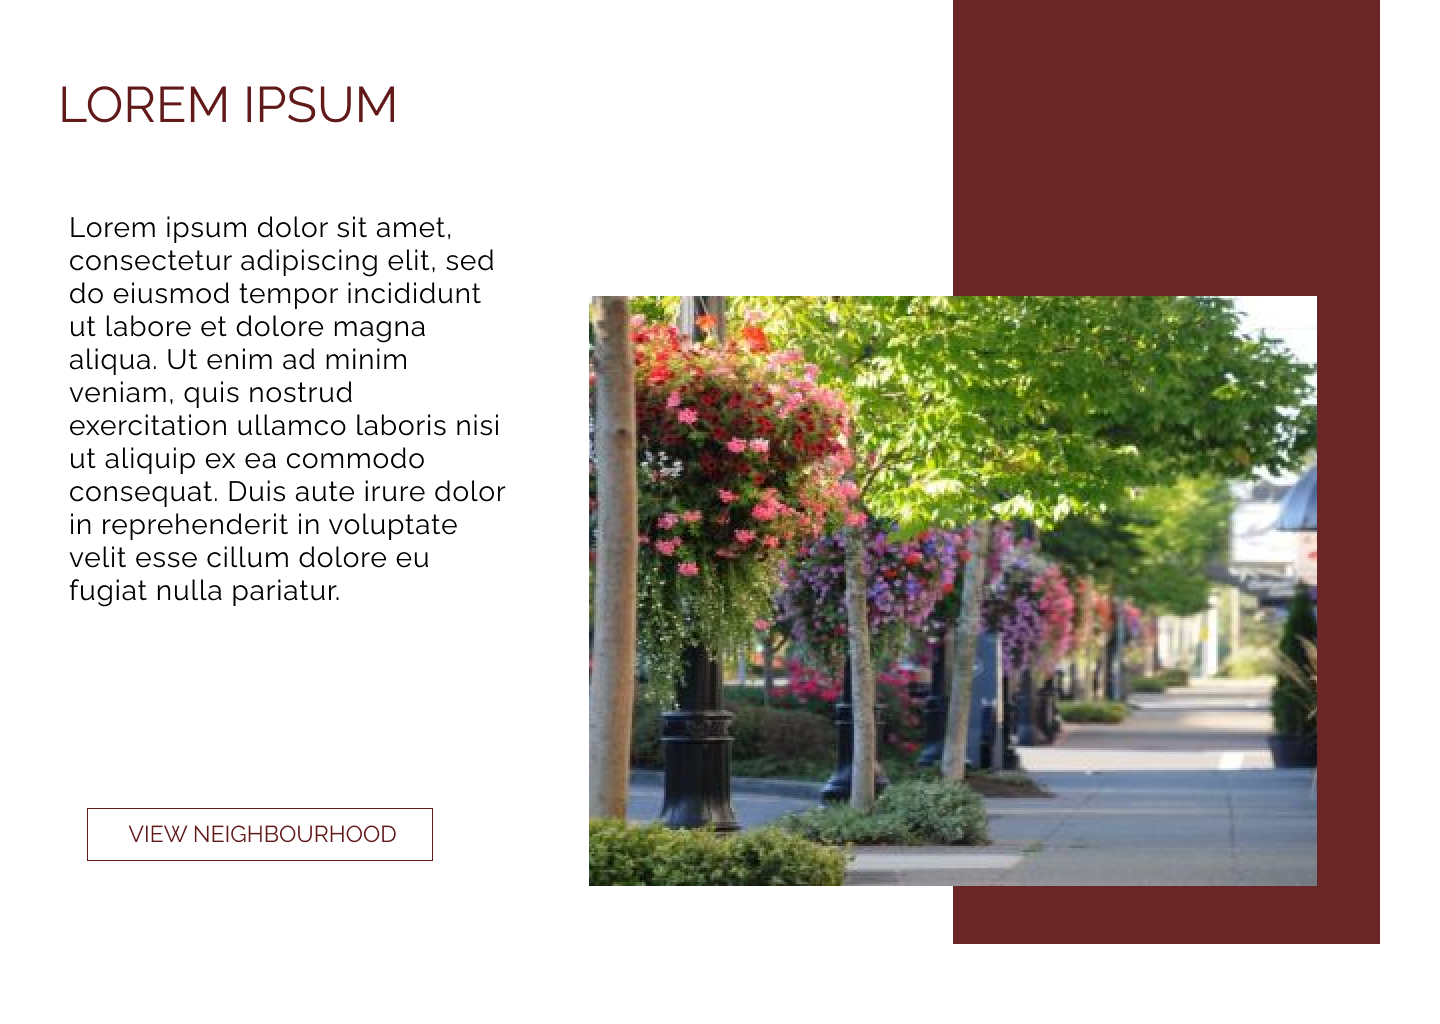 LOREM IPSUM
Lorem ipsum dolor sit amet,
consectetur adipiscing elit, sed
do eiusmod tempor incididunt
ut labore et dolore magna
aliqua. Ut enim ad minim
veniam, quis nostrud
exercitation ullamco laboris nisi
ut aliquip ex ea commodo
consequat. Duis aute irure dolor
in reprehenderit in voluptate
velit esse cillum dolore eu
fugiat nulla pariatur.
VIEW NEIGHBOURHOOD